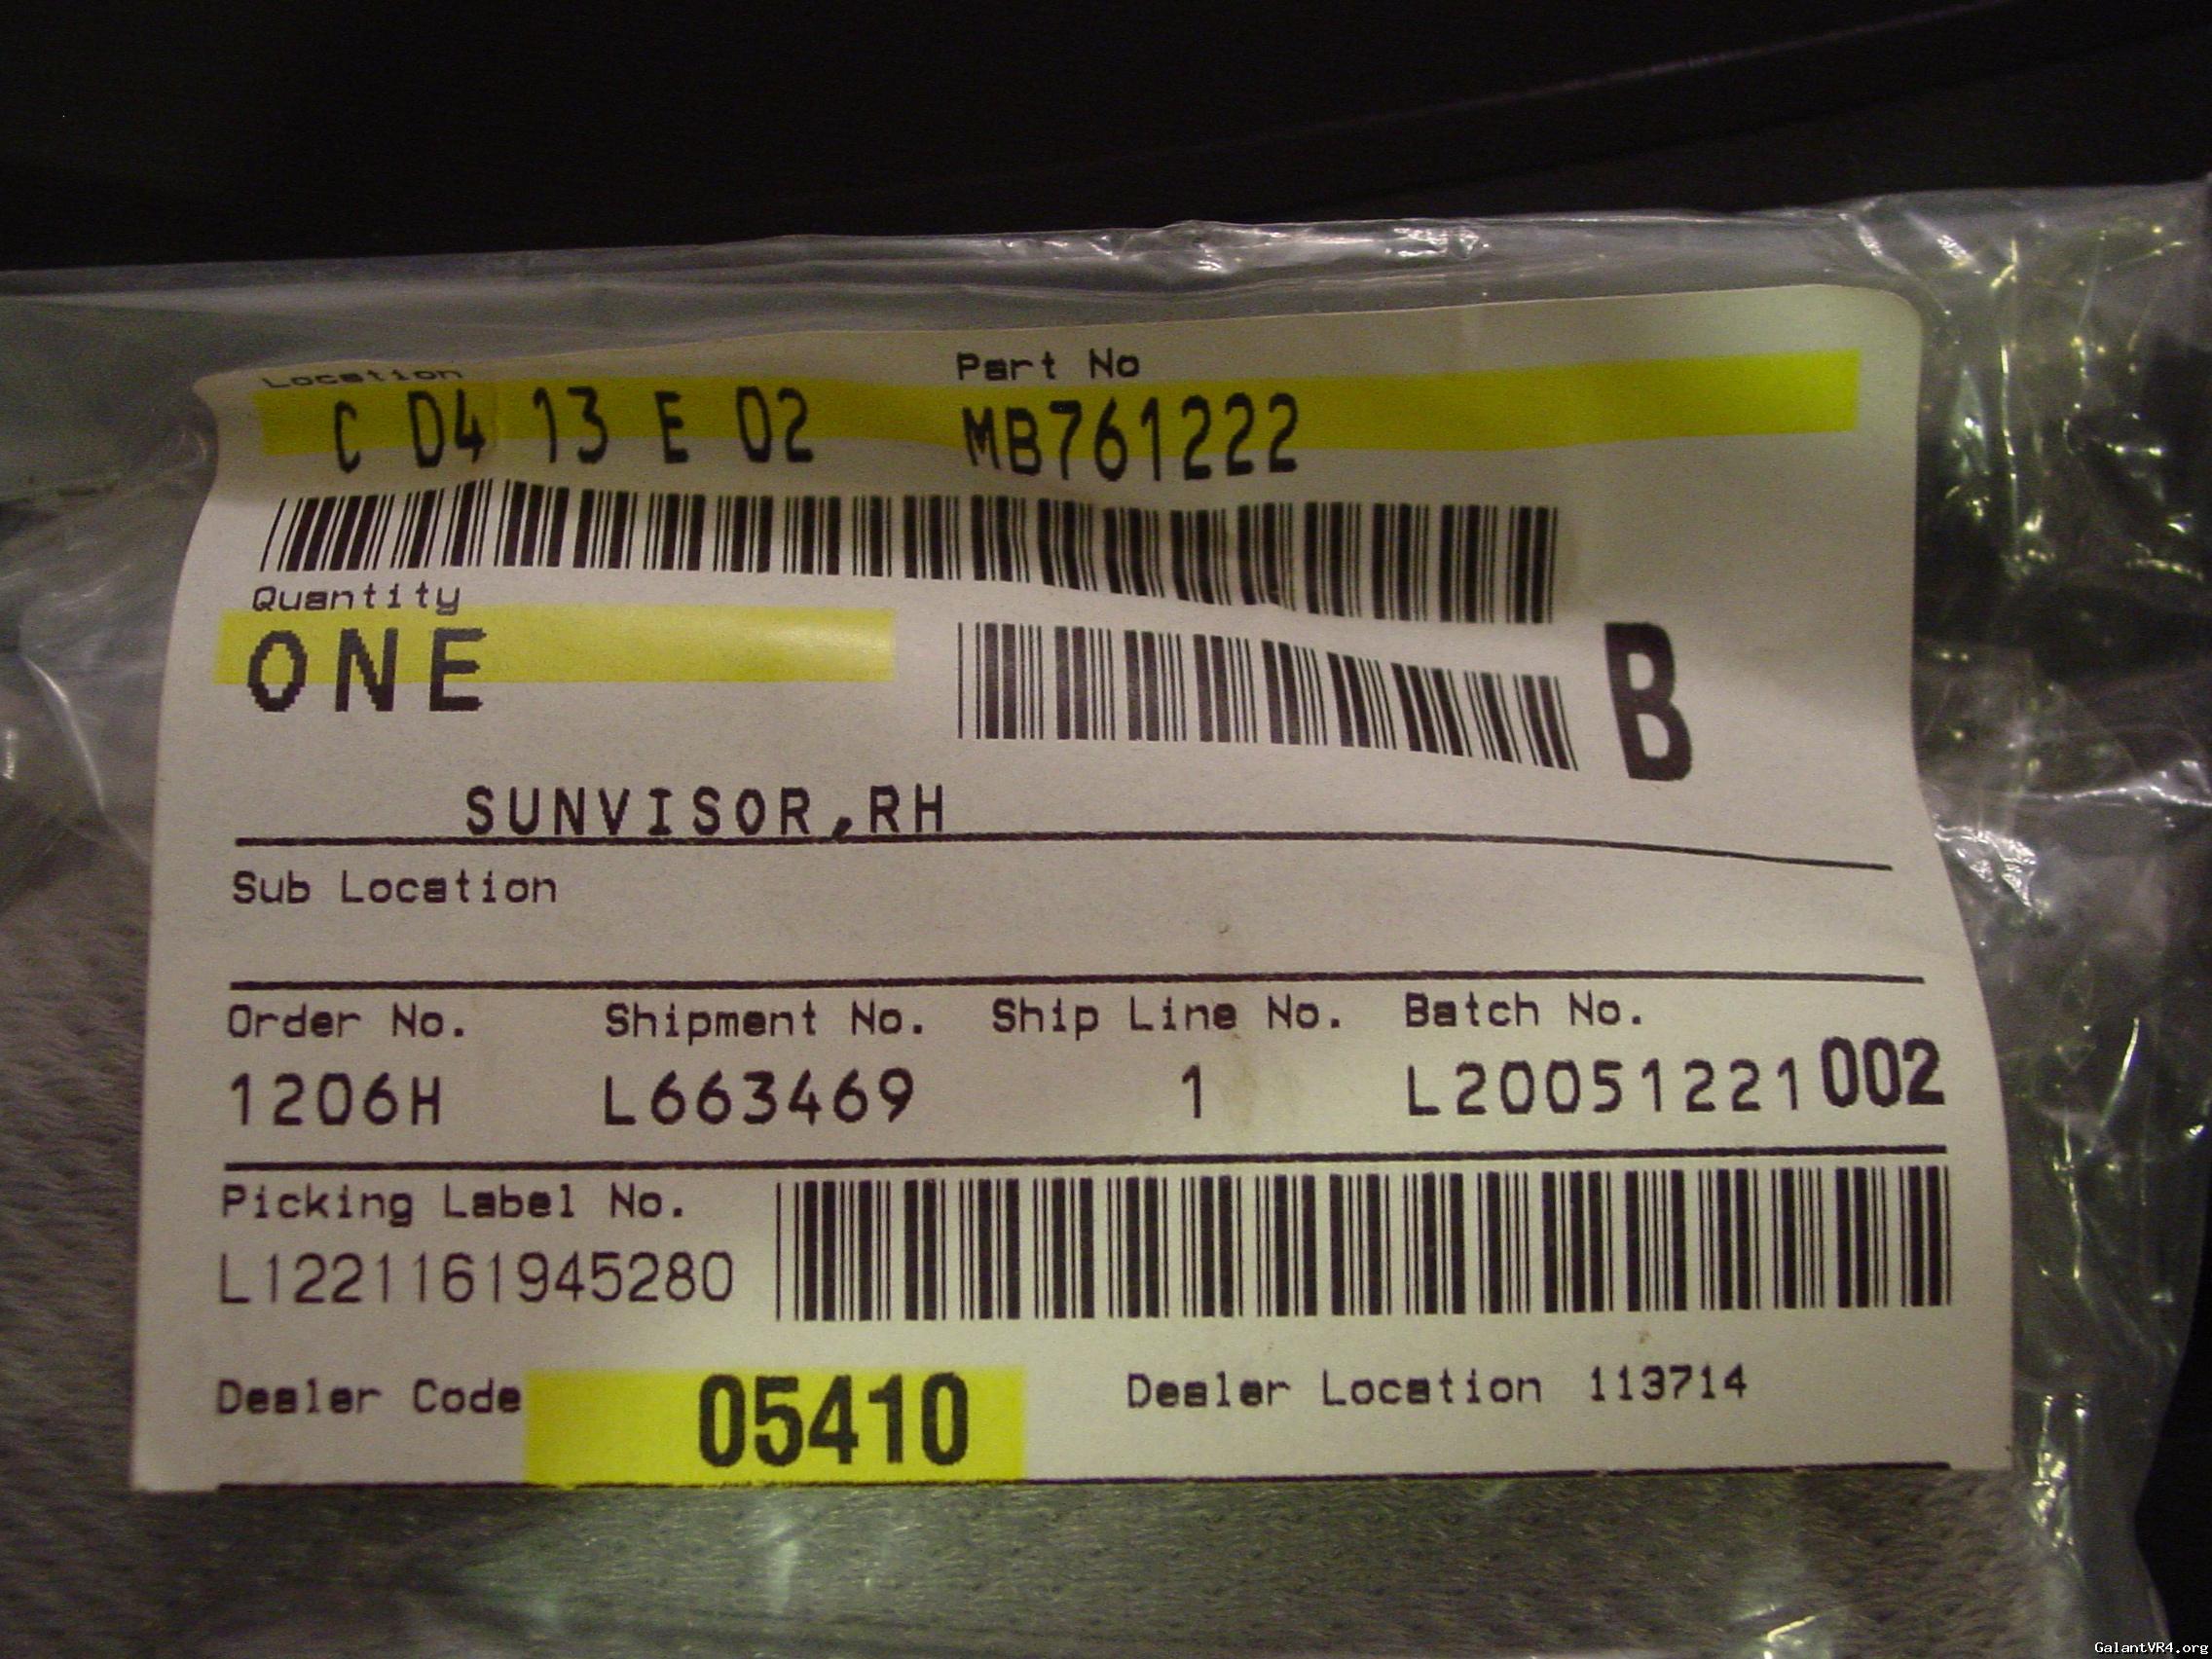 Location Part No
C D4 13 E 02 MB761222
Quantity
ONE
B
SUNVISOR,RH
Sub Location
Order No. Shipment No. Ship Line No. Batch No.
1206H L663469 1 L20051221002
Picking Label No.
L1221161945280
Dealer Code 05410 Dealer Location 113714
GalantVR4.org